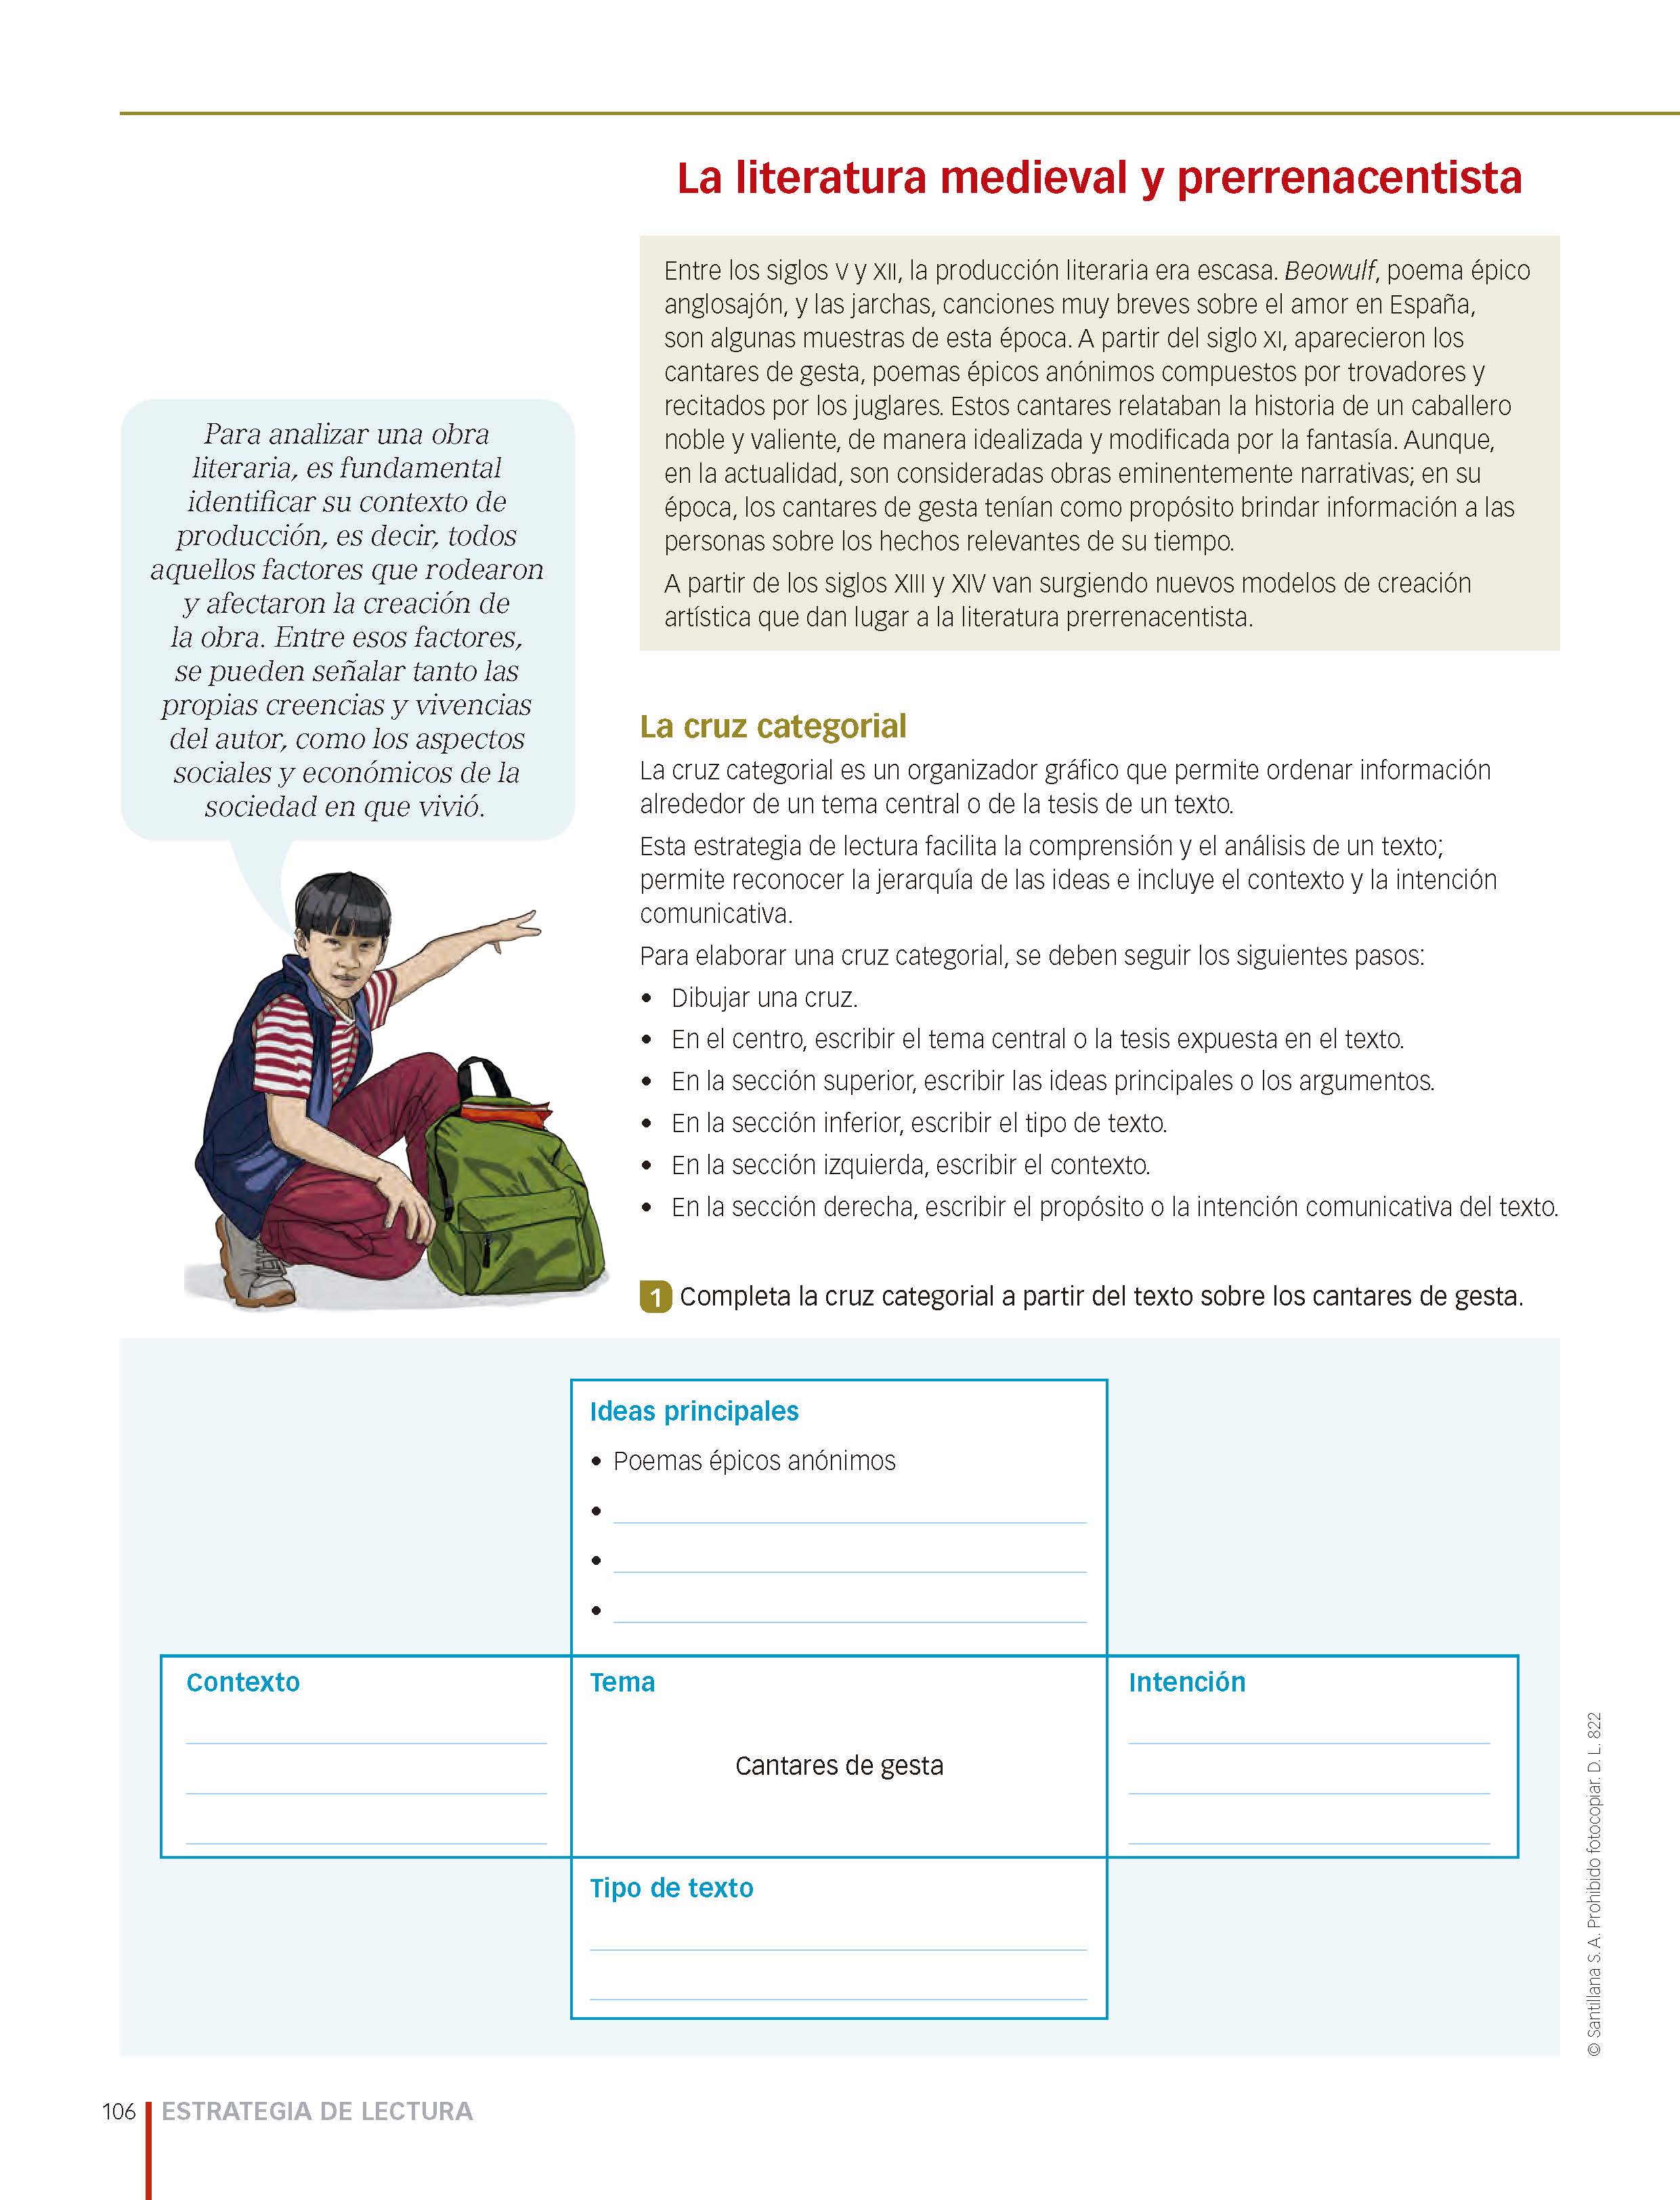 La literatura medieval y prerrenacentista
Entre los siglos V y XII, la producción literaria era escasa. Beowulf, poema épico
anglosajón, y las jarchas, canciones muy breves sobre el amor en España,
son algunas muestras de esta época. A partir del siglo XI, aparecieron los
cantares de gesta, poemas épicos anónimos compuestos por trovadores y
recitados por los juglares. Estos cantares relataban la historia de un caballero
noble y valiente, de manera idealizada y modificada por la fantasía. Aunque,
en la actualidad, son consideradas obras eminentemente narrativas; en su
época, los cantares de gesta tenían como propósito brindar información a las
personas sobre los hechos relevantes de su tiempo.
A partir de los siglos XIII y XIV van surgiendo nuevos modelos de creación
artística que dan lugar a la literatura prerrenacentista.
Para analizar una obra
literaria, es fundamental
identificar su contexto de
producción, es decir, todos
aquellos factores que rodearon
y afectaron la creación de
la obra. Entre esos factores,
se pueden señalar tanto las
propias creencias y vivencias
del autor, como los aspectos
sociales y económicos de la
sociedad en que vivió.
La cruz categorial
La cruz categorial es un organizador gráfico que permite ordenar información
alrededor de un tema central o de la tesis de un texto.
Esta estrategia de lectura facilita la comprensión y el análisis de un texto;
permite reconocer la jerarquía de las ideas e incluye el contexto y la intención
comunicativa.
Para elaborar una cruz categorial, se deben seguir los siguientes pasos:
• Dibujar una cruz.
• En el centro, escribir el tema central o la tesis expuesta en el texto.
• En la sección superior, escribir las ideas principales o los argumentos.
• En la sección inferior, escribir el tipo de texto.
• En la sección izquierda, escribir el contexto.
• En la sección derecha, escribir el propósito o la intención comunicativa del texto.
1 Completa la cruz categorial a partir del texto sobre los cantares de gesta.
Ideas principales
• Poemas épicos anónimos
•
•
•
Contexto
Tema
Cantares de gesta
Intención
Tipo de texto
© Santillana S. A. Prohibido fotocopiar. D. L. 822
106 ESTRATEGIA DE LECTURA